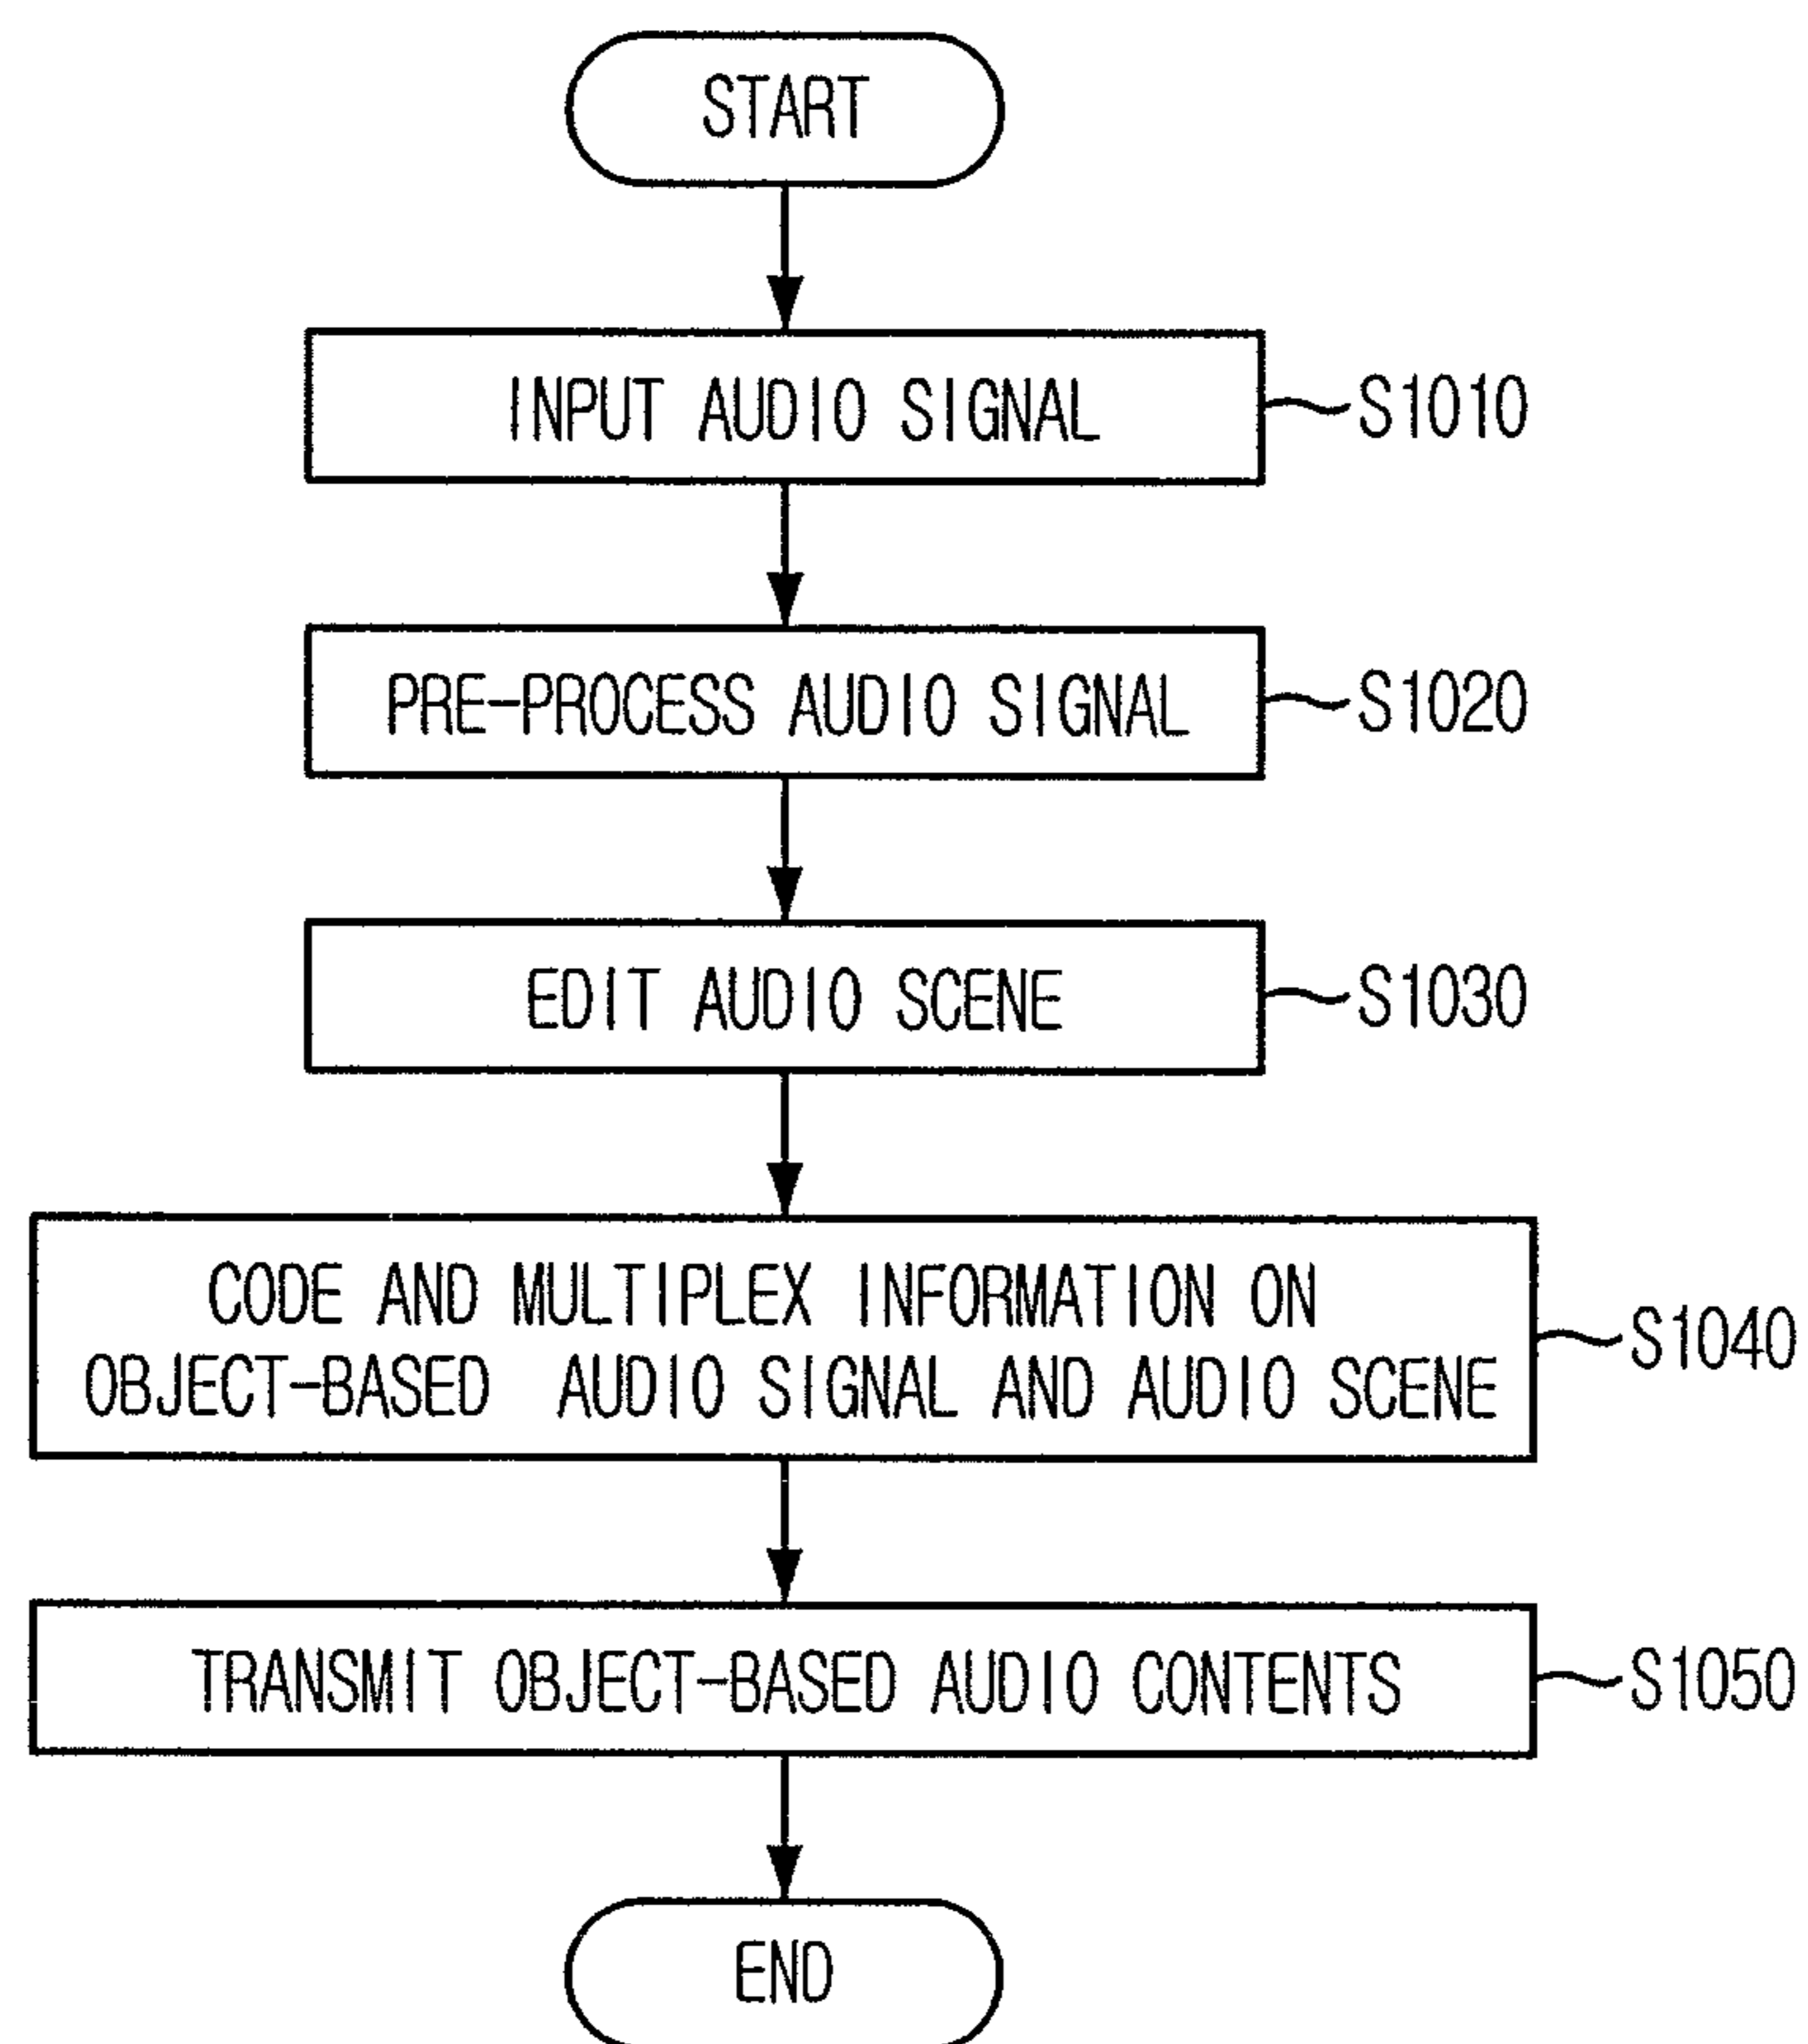 START
INPUT AUDIO SIGNAL
S1010
PRE-PROCESS AUDIO SIGNAL
S1020
EDIT AUDIO SCENE
S1030
CODE AND MULTIPLEX INFORMATION ON
OBJECT-BASED AUDIO SIGNAL AND AUDIO SCENE
S1040
TRANSMIT OBJECT-BASED AUDIO CONTENTS
S1050
END